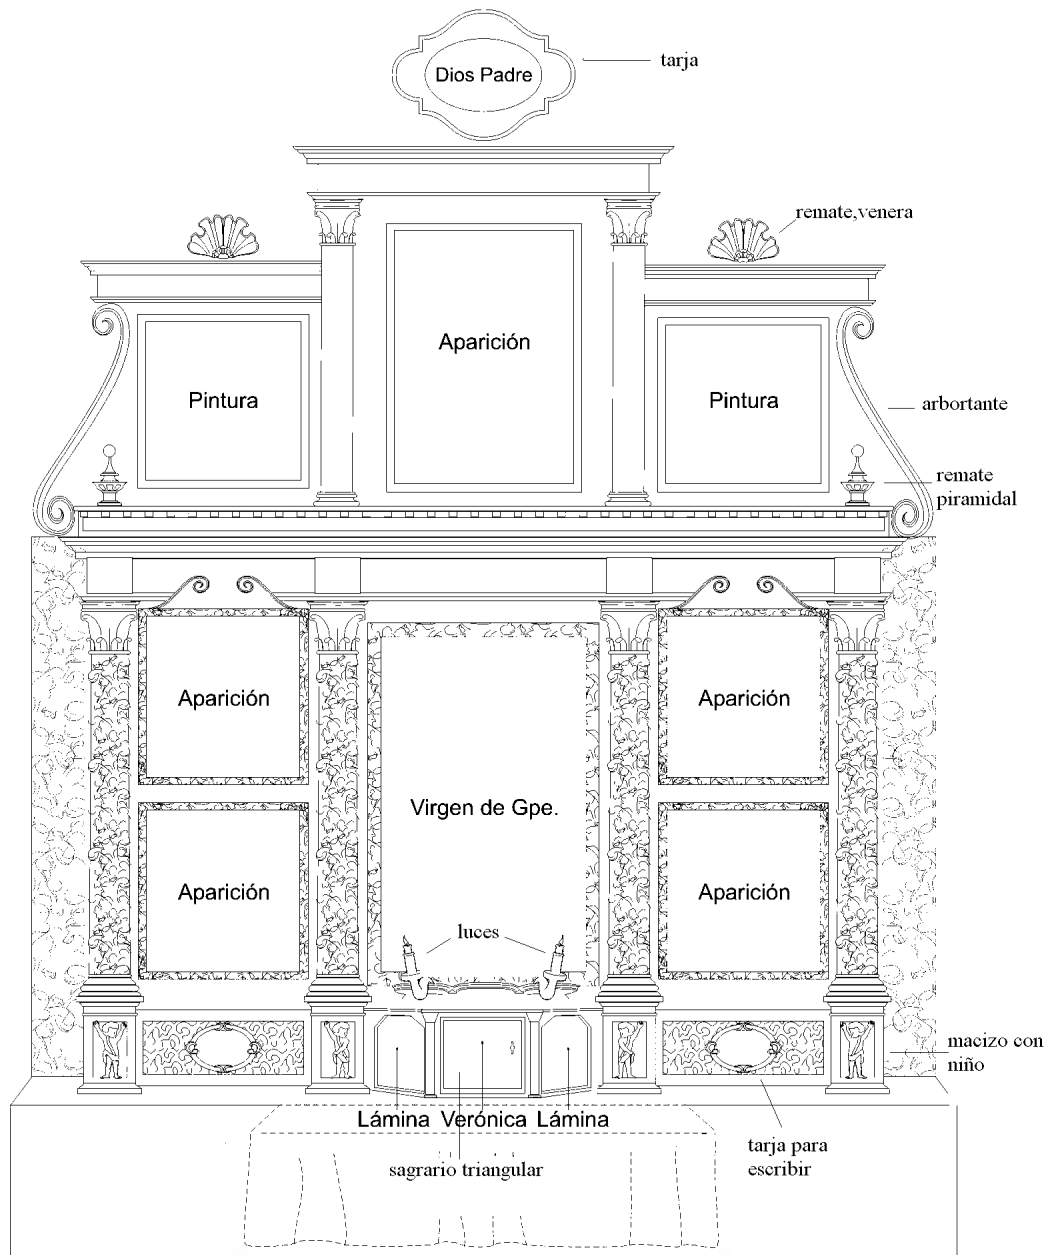 Dios Padre
tarja
remate,venera
Aparición
Pintura
Pintura
arbortante
remate
piramidal
Aparición
Aparición
Virgen de Gpe.
Aparición
Aparición
luces
macizo con
niño
Lámina Verónica Lámina
tarja para
escribir
sagrario triangular